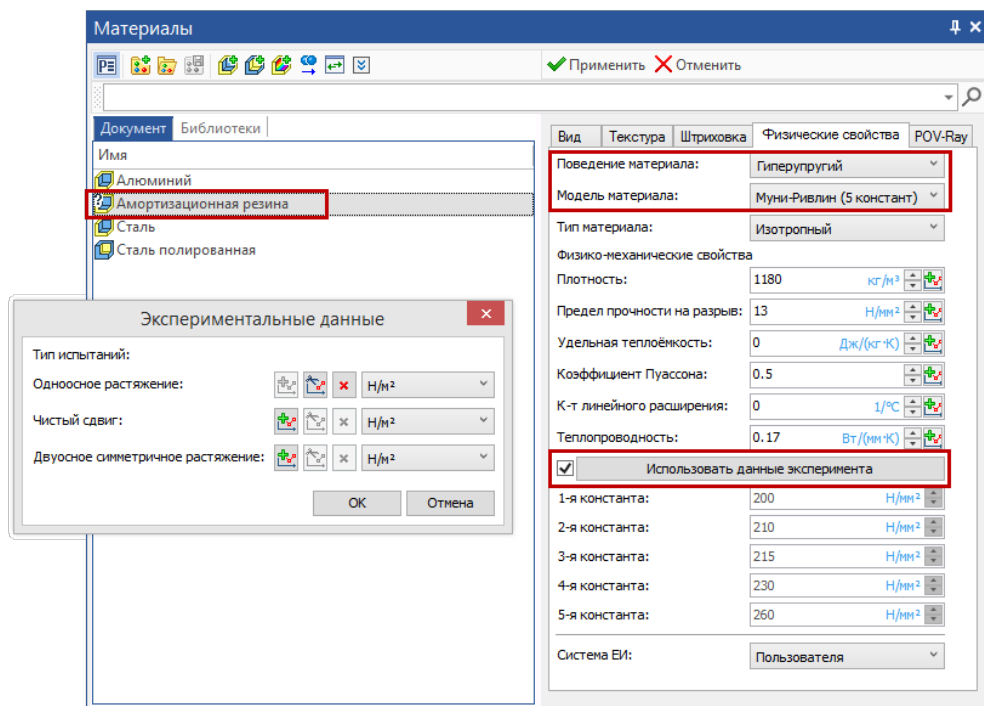 Материалы
Применить Отменить
Документ Библиотеки
Имя
Алюминий
Амортизационная резина
Сталь
Сталь полированная
Вид Текстура Штриховка Физические свойства POV-Ray
Поведение материала: Гиперупругий
Модель материала: Муни-Ривлин (5 констант)
Тип материала: Изотропный
Физико-механические свойства
Плотность: 1180 кг/м³
Предел прочности на разрыв: 13 Н/мм²
Удельная теплоёмкость: 0 Дж/(кг·К)
Коэффициент Пуассона: 0.5
К-т линейного расширения: 0 1/°C
Теплопроводность: 0.17 Вт/(мм·К)
Использовать данные эксперимента
1-я константа: 200 Н/мм²
2-я константа: 210 Н/мм²
3-я константа: 215 Н/мм²
4-я константа: 230 Н/мм²
5-я константа: 260 Н/мм²
Система ЕИ: Пользователя
Экспериментальные данные
Тип испытаний:
Одноосное растяжение: Н/м²
Чистый сдвиг: Н/м²
Двуосное симметричное растяжение: Н/м²
ОК Отмена